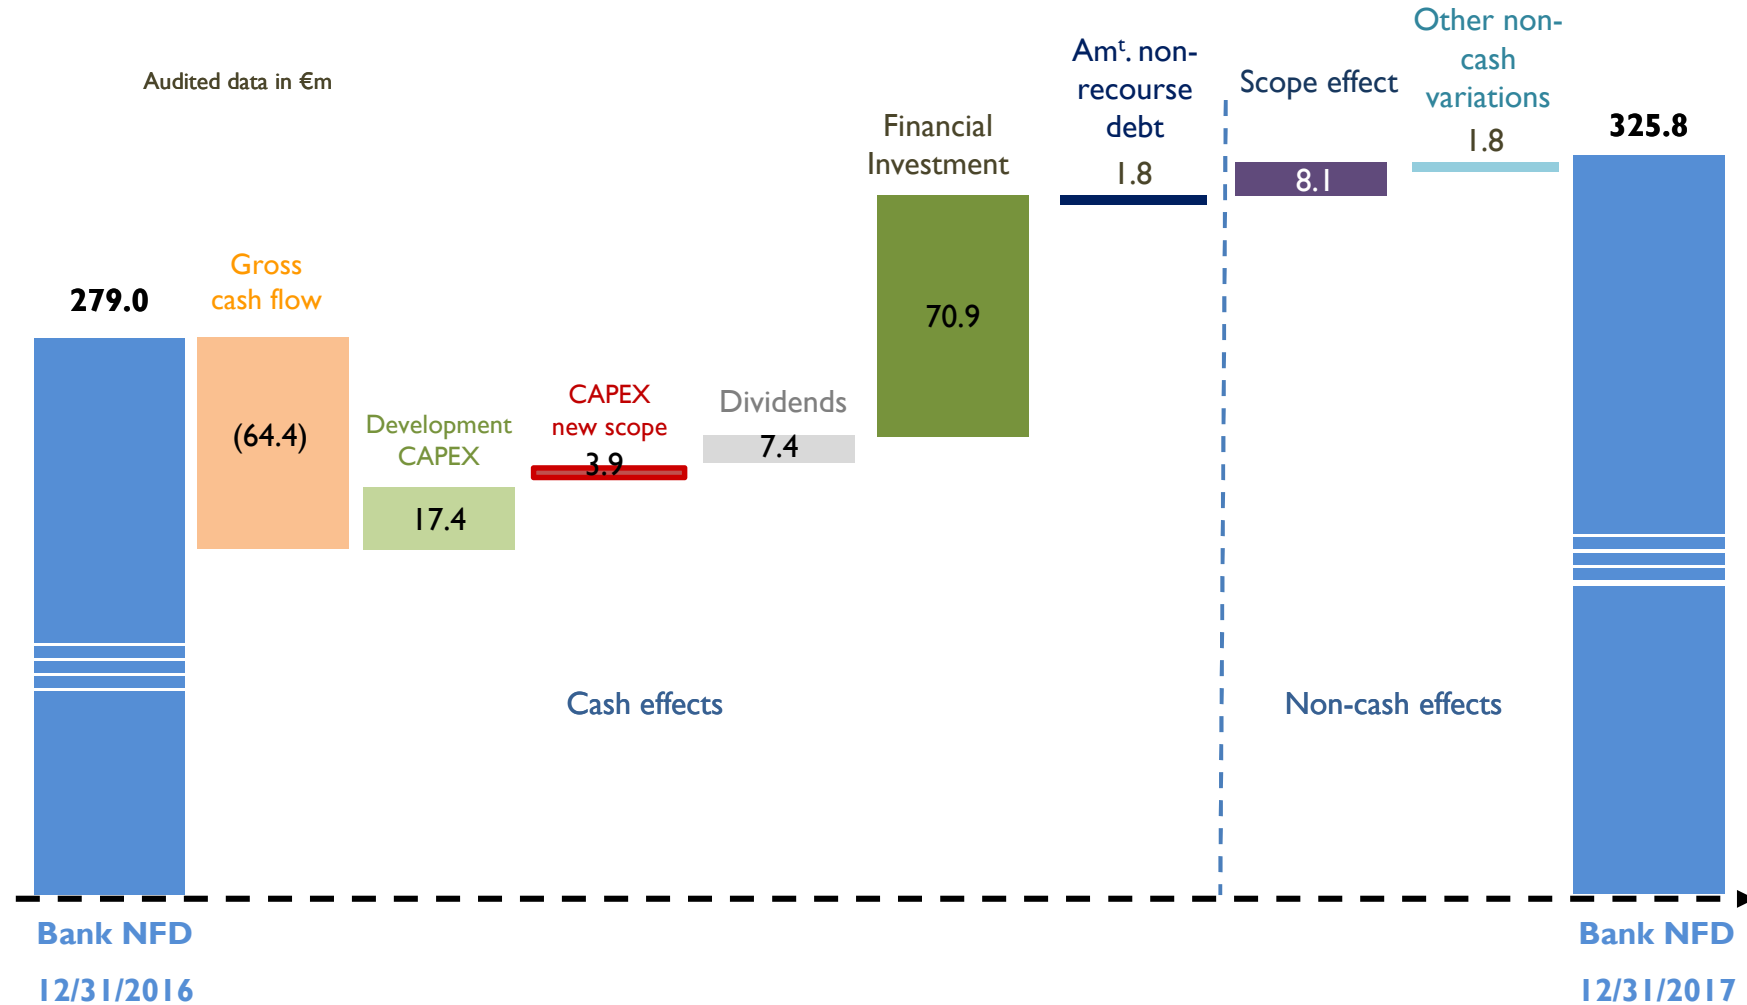 Audited data in €m
279.0
Gross
cash flow
(64.4)
Development
CAPEX
17.4
CAPEX
new scope
3.9
Dividends
7.4
Financial
Investment
70.9
Amᵗ. non-
recourse
debt
1.8
Scope effect
8.1
Other non-
cash
variations
1.8
325.8
Cash effects
Non-cash effects
Bank NFD
12/31/2016
Bank NFD
12/31/2017